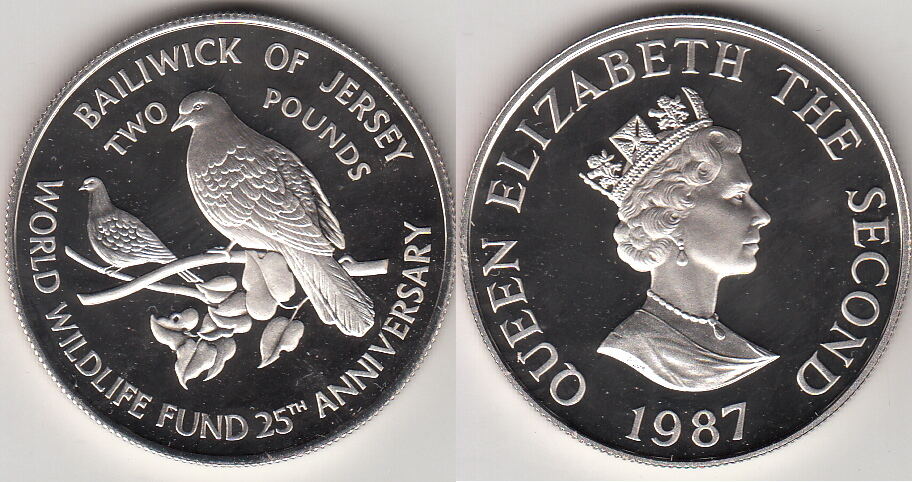 BAILIWICK OF JERSEY
TWO POUNDS
WORLD WILDLIFE FUND 25TH ANNIVERSARY
QUEEN ELIZABETH THE SECOND
1987